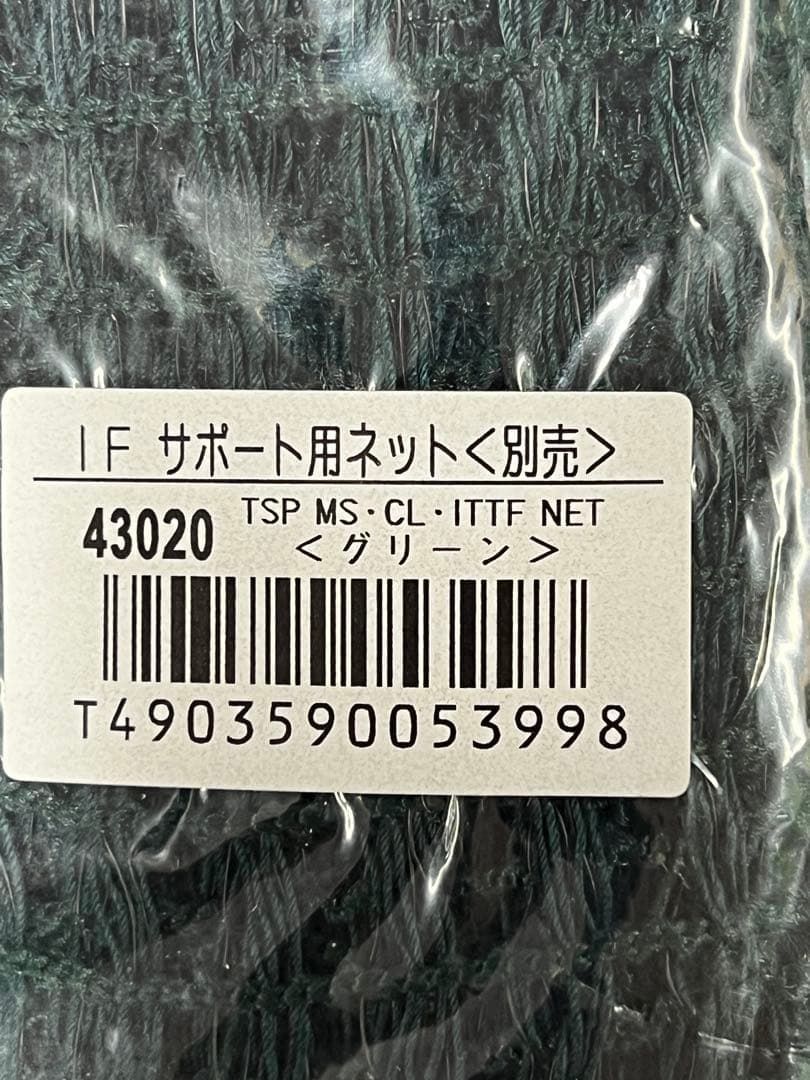 IF サポート用ネット<別売>
43020 TSP MS·CL·ITTF NET
<グリーン>
T4903590053998